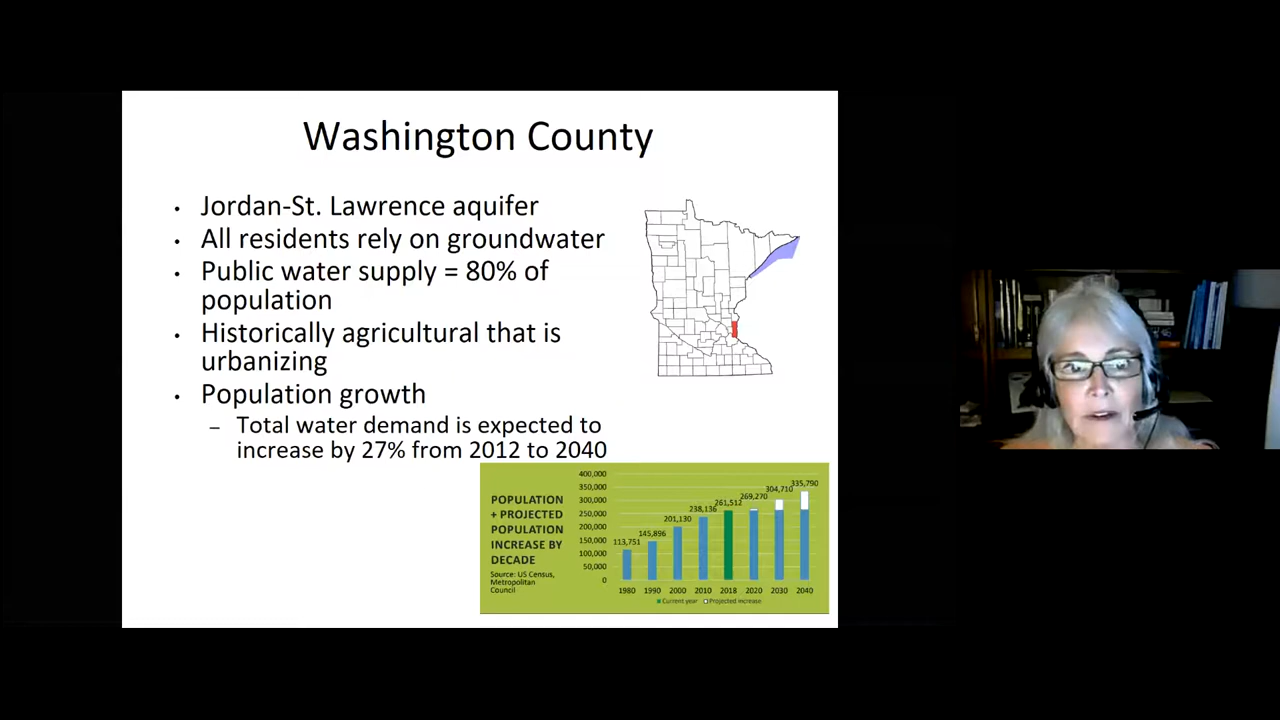 Washington County
• Jordan-St. Lawrence aquifer
• All residents rely on groundwater
• Public water supply = 80% of
population
• Historically agricultural that is
urbanizing
• Population growth
– Total water demand is expected to
increase by 27% from 2012 to 2040
POPULATION
+ PROJECTED
POPULATION
INCREASE BY
DECADE
Source: US Census,
Metropolitan
Council
400,000
350,000
300,000
250,000
200,000
150,000
100,000
50,000
0
113,751
145,896
201,130
238,136
261,512
269,270
304,710
335,790
1980 1990 2000 2010 2018 2020 2030 2040
Current year Projected increase